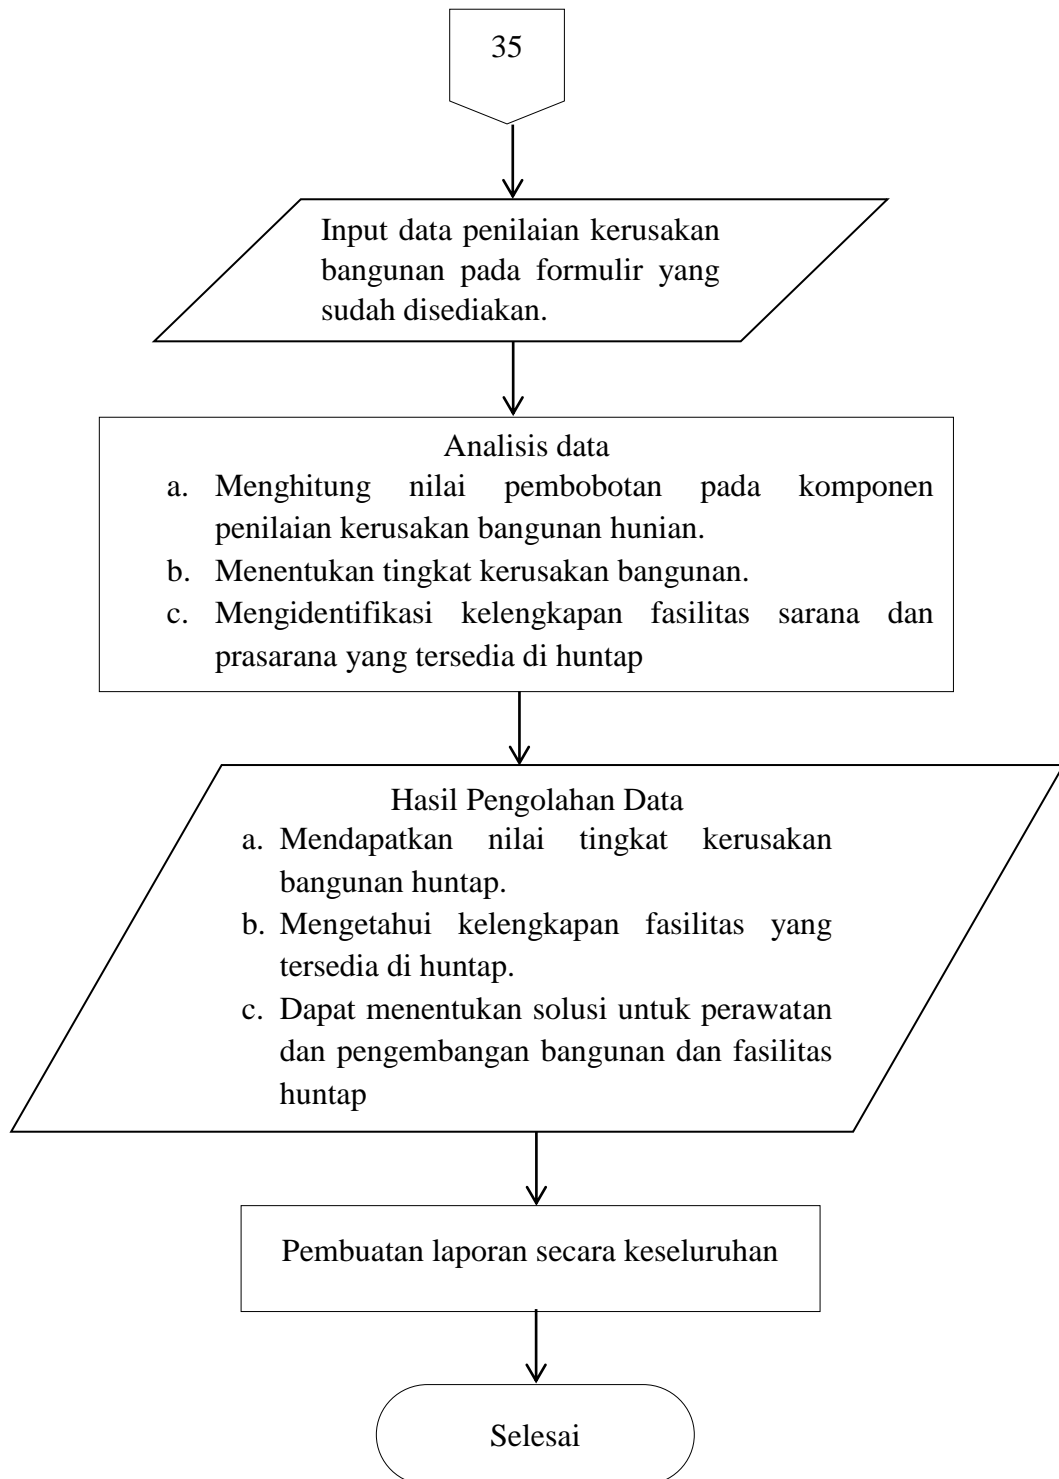 35
Input data penilaian kerusakan
bangunan pada formulir yang
sudah disediakan.
Analisis data
a. Menghitung nilai pembobotan pada komponen
penilaian kerusakan bangunan hunian.
b. Menentukan tingkat kerusakan bangunan.
c. Mengidentifikasi kelengkapan fasilitas sarana dan
prasarana yang tersedia di huntap
Hasil Pengolahan Data
a. Mendapatkan nilai tingkat kerusakan
bangunan huntap.
b. Mengetahui kelengkapan fasilitas yang
tersedia di huntap.
c. Dapat menentukan solusi untuk perawatan
dan pengembangan bangunan dan fasilitas
huntap
Pembuatan laporan secara keseluruhan
Selesai